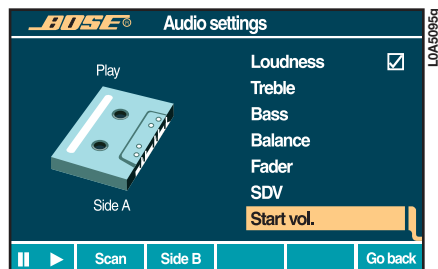 BOSE® Audio settings
Play
Side A
Loudness
Treble
Bass
Balance
Fader
SDV
Start vol.
Scan Side B Go back
L0A5095q